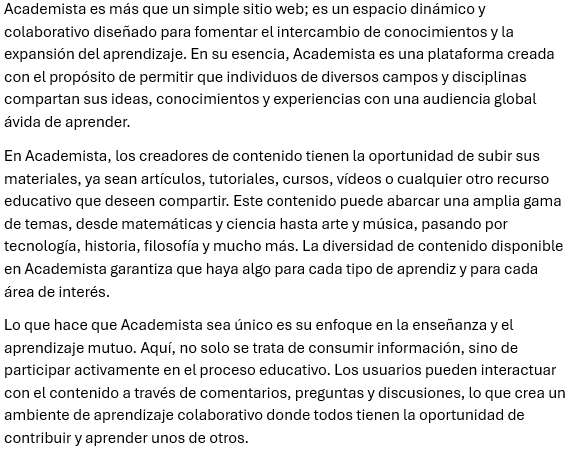 Academista es más que un simple sitio web; es un espacio dinámico y
colaborativo diseñado para fomentar el intercambio de conocimientos y la
expansión del aprendizaje. En su esencia, Academista es una plataforma creada
con el propósito de permitir que individuos de diversos campos y disciplinas
compartan sus ideas, conocimientos y experiencias con una audiencia global
ávida de aprender.
En Academista, los creadores de contenido tienen la oportunidad de subir sus
materiales, ya sean artículos, tutoriales, cursos, vídeos o cualquier otro recurso
educativo que deseen compartir. Este contenido puede abarcar una amplia gama
de temas, desde matemáticas y ciencia hasta arte y música, pasando por
tecnología, historia, filosofía y mucho más. La diversidad de contenido disponible
en Academista garantiza que haya algo para cada tipo de aprendiz y para cada
área de interés.
Lo que hace que Academista sea único es su enfoque en la enseñanza y el
aprendizaje mutuo. Aquí, no solo se trata de consumir información, sino de
participar activamente en el proceso educativo. Los usuarios pueden interactuar
con el contenido a través de comentarios, preguntas y discusiones, lo que crea un
ambiente de aprendizaje colaborativo donde todos tienen la oportunidad de
contribuir y aprender unos de otros.